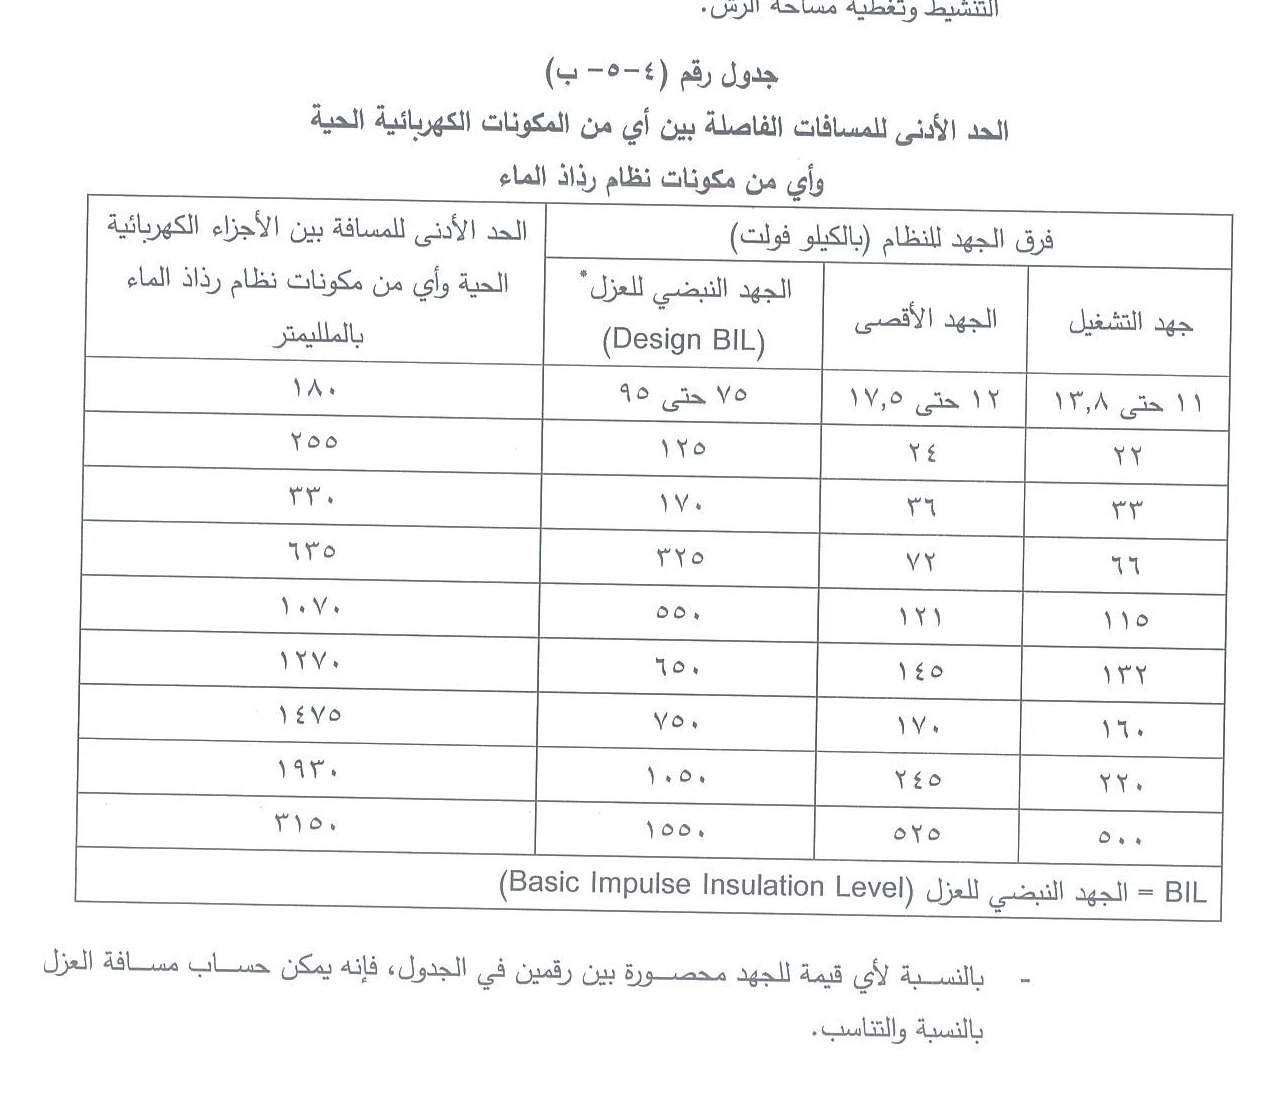 التنشيط وتغطية مساحة الرش.
جدول رقم (٤-٥- ب)
الحد الأدنى للمسافات الفاصلة بين أي من المكونات الكهربائية الحية
وأي من مكونات نظام رذاذ الماء
فرق الجهد للنظام (بالكيلو فولت)
الحد الأدنى للمسافة بين الأجزاء الكهربائية
الحية وأي من مكونات نظام رذاذ الماء
بالملليمتر
جهد التشغيل
الجهد الأقصى
الجهد النبضي للعزل*
(Design BIL)
١١ حتى ١٣,٨ ١٢ حتى ١٧,٥ ٧٥ حتى ٩٥ ١٨٠
٢٢ ٢٤ ١٢٥ ٢٥٥
٣٣ ٣٦ ١٧٠ ٣٣٠
٦٦ ٧٢ ٣٢٥ ٦٣٥
١١٥ ١٢١ ٥٥٠ ١٠٧٠
١٣٢ ١٤٥ ٦٥٠ ١٢٧٠
١٦٠ ١٧٠ ٧٥٠ ١٤٧٥
٢٢٠ ٢٤٥ ١٠٥٠ ١٩٣٠
٥٠٠ ٥٢٥ ١٥٥٠ ٣١٥٠
BIL = الجهد النبضي للعزل (Basic Impulse Insulation Level)
- بالنسبة لأي قيمة للجهد محصورة بين رقمين في الجدول، فإنه يمكن حساب مسافة العزل
بالنسبة والتناسب.